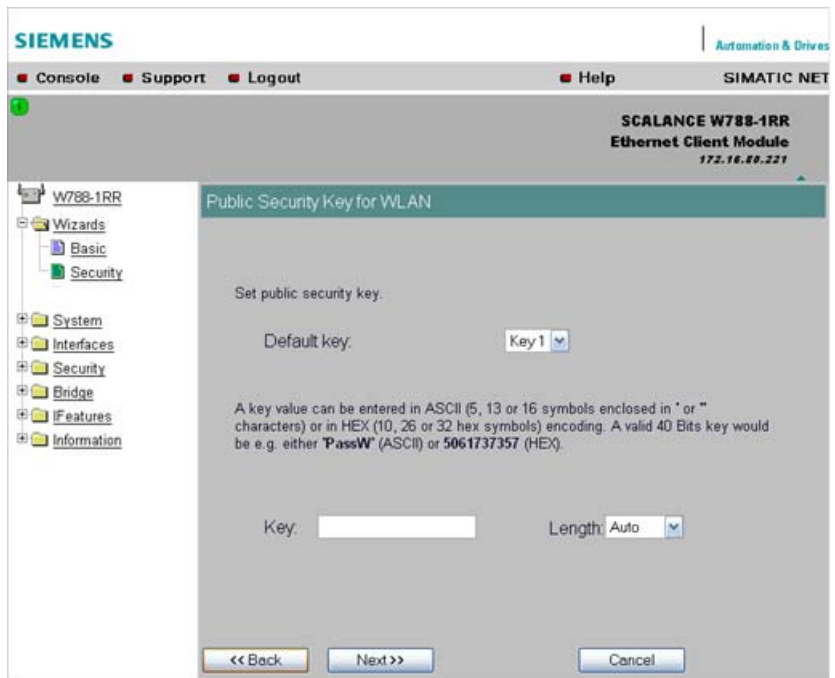 SIEMENS
Automation & Drives
Console Support Logout Help SIMATIC NET
SCALANCE W788-1RR
Ethernet Client Module
172.16.80.221
W788-1RR
Wizards
Basic
Security
System
Interfaces
Security
Bridge
IFeatures
Information
Public Security Key for WLAN
Set public security key.
Default key: Key 1
A key value can be entered in ASCII (5, 13 or 16 symbols enclosed in ' or "
characters) or in HEX (10, 26 or 32 hex symbols) encoding. A valid 40 Bits key would
be e.g. either 'PassW' (ASCII) or 5061737357 (HEX).
Key: Length: Auto
<< Back Next >> Cancel